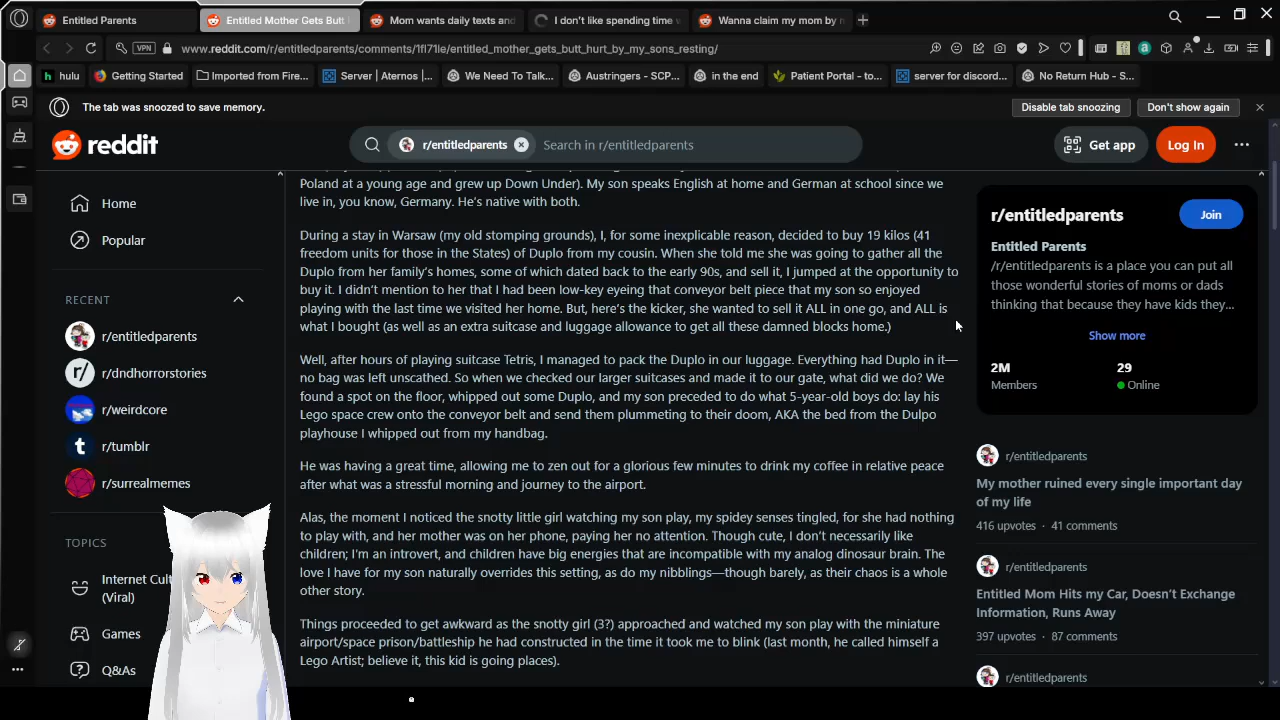 Entitled Parents
Entitled Mother Gets Butt
Mom wants daily texts and
I don't like spending time
Wanna claim my mom by
VPN
www.reddit.com/r/entitledparents/comments/1fl71le/entitled_mother_gets_butt_hurt_by_my_sons_resting/
hulu
Getting Started
Imported from Fire...
Server | Aternos |...
We Need To Talk...
Austringers - SCP...
in the end
Patient Portal - to...
server for discord...
No Return Hub - S...
The tab was snoozed to save memory.
Disable tab snoozing
Don't show again
reddit
r/entitledparents
Search in r/entitledparents
Get app
Log In
Home
Popular
RECENT
r/entitledparents
r/dndhorrorstories
r/weirdcore
r/tumblr
r/surrealmemes
TOPICS
Internet Cul
(Viral)
Games
Q&As
Poland at a young age and grew up Down Under). My son speaks English at home and German at school since we
live in, you know, Germany. He's native with both.
During a stay in Warsaw (my old stomping grounds), I, for some inexplicable reason, decided to buy 19 kilos (41
freedom units for those in the States) of Duplo from my cousin. When she told me she was going to gather all the
Duplo from her family's homes, some of which dated back to the early 90s, and sell it, I jumped at the opportunity to
buy it. I didn't mention to her that I had been low-key eyeing that conveyor belt piece that my son so enjoyed
playing with the last time we visited her home. But, here's the kicker, she wanted to sell it ALL in one go, and ALL is
what I bought (as well as an extra suitcase and luggage allowance to get all these damned blocks home.)
Well, after hours of playing suitcase Tetris, I managed to pack the Duplo in our luggage. Everything had Duplo in it—
no bag was left unscathed. So when we checked our larger suitcases and made it to our gate, what did we do? We
found a spot on the floor, whipped out some Duplo, and my son preceded to do what 5-year-old boys do: lay his
Lego space crew onto the conveyor belt and send them plummeting to their doom, AKA the bed from the Dulpo
playhouse I whipped out from my handbag.
He was having a great time, allowing me to zen out for a glorious few minutes to drink my coffee in relative peace
after what was a stressful morning and journey to the airport.
Alas, the moment I noticed the snotty little girl watching my son play, my spidey senses tingled, for she had nothing
to play with, and her mother was on her phone, paying her no attention. Though cute, I don't necessarily like
children; I'm an introvert, and children have big energies that are incompatible with my analog dinosaur brain. The
love I have for my son naturally overrides this setting, as do my nibblings—though barely, as their chaos is a whole
other story.
Things proceeded to get awkward as the snotty girl (3?) approached and watched my son play with the miniature
airport/space prison/battleship he had constructed in the time it took me to blink (last month, he called himself a
Lego Artist; believe it, this kid is going places).
r/entitledparents
Join
Entitled Parents
/r/entitledparents is a place you can put all
those wonderful stories of moms or dads
thinking that because they have kids they...
Show more
2M
29
Members
Online
r/entitledparents
My mother ruined every single important day
of my life
416 upvotes · 41 comments
r/entitledparents
Entitled Mom Hits my Car, Doesn't Exchange
Information, Runs Away
397 upvotes · 87 comments
r/entitledparents